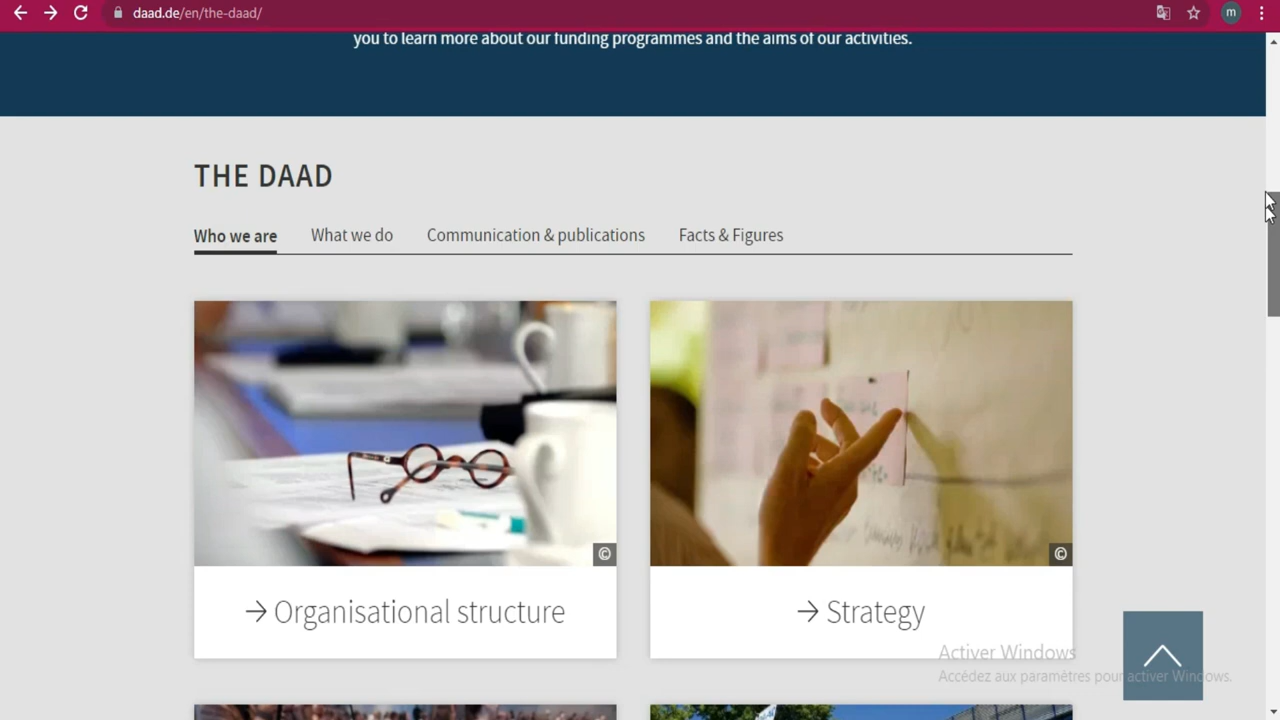 daad.de/en/the-daad/
m
you to learn more about our funding programmes and the aims of our activities.
THE DAAD
Who we are What we do Communication & publications Facts & Figures
©
©
→ Organisational structure
→ Strategy
Activer Windows
Accédez aux paramètres pour activer Windows.